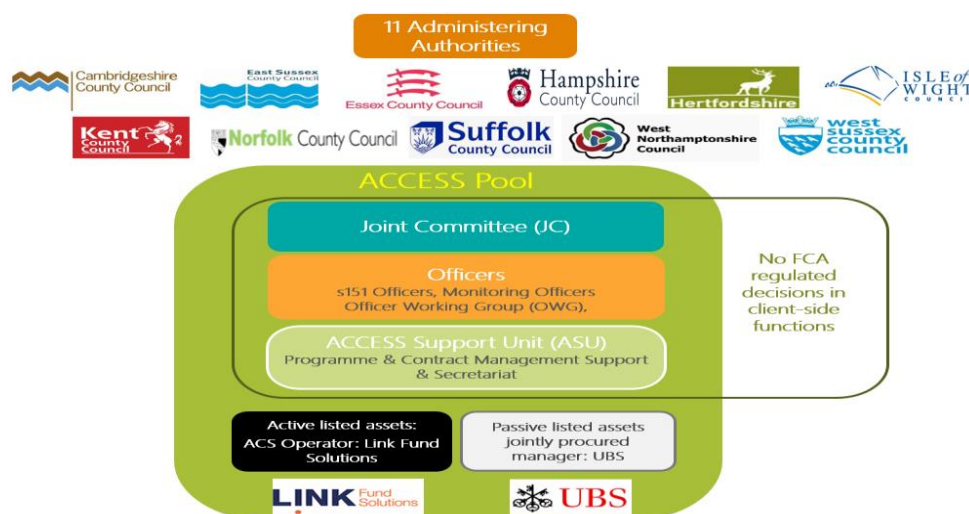 11 Administering
Authorities
Cambridgeshire
County Council
East Sussex
County Council
Essex County Council
Hampshire
County Council
Hertfordshire
ISLE of
WIGHT
COUNCIL
Kent
County
Council
Norfolk County Council
Suffolk
County Council
West
Northamptonshire
Council
west
sussex
county
council
ACCESS Pool
Joint Committee (JC)
Officers
s151 Officers, Monitoring Officers
Officer Working Group (OWG),
ACCESS Support Unit (ASU)
Programme & Contract Management Support
& Secretariat
No FCA
regulated
decisions in
client-side
functions
Active listed assets:
ACS Operator: Link Fund
Solutions
Passive listed assets
jointly procured
manager: UBS
LINK Fund
Solutions
UBS